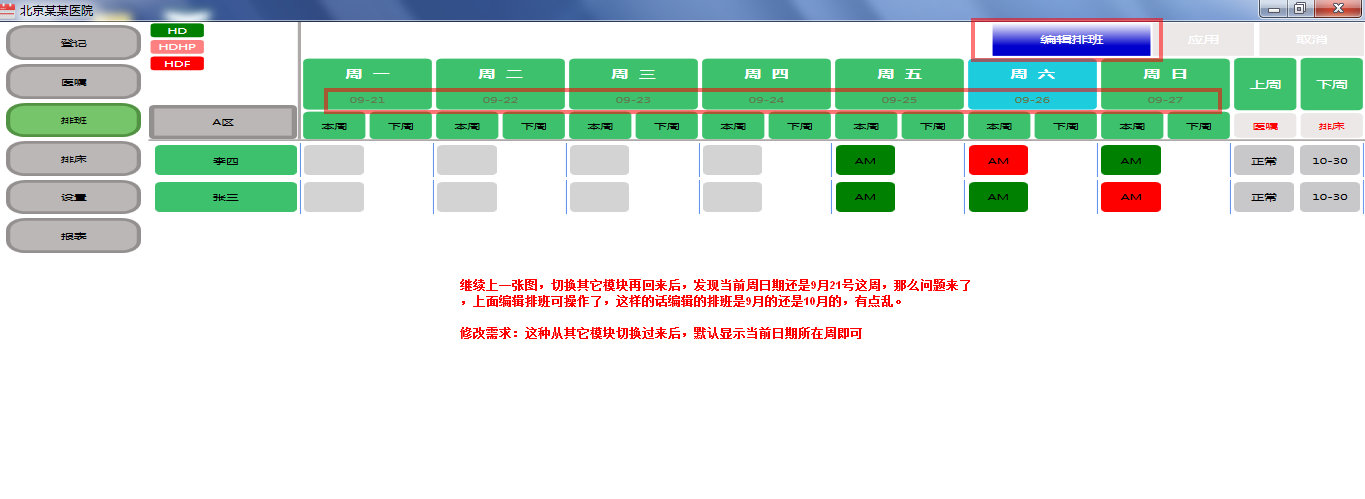 北京某某医院
登记
医嘱
排班
排床
设置
报表
HD
HDHP
HDF
编辑排班 应用 取消
周 一 周 二 周 三 周 四 周 五 周 六 周 日 上周 下周
09-21 09-22 09-23 09-24 09-25 09-26 09-27
A区 本周 下周 本周 下周 本周 下周 本周 下周 本周 下周 本周 下周 本周 下周 医嘱 排床
李四 AM AM AM 正常 10-30
张三 AM AM AM 正常 10-30
继续上一张图，切换其它模块再回来后，发现当前周日期还是9月21号这周，那么问题来了
，上面编辑排班可操作了，这样的话编辑的排班是9月的还是10月的，有点乱。
修改需求：这种从其它模块切换过来后，默认显示当前日期所在周即可